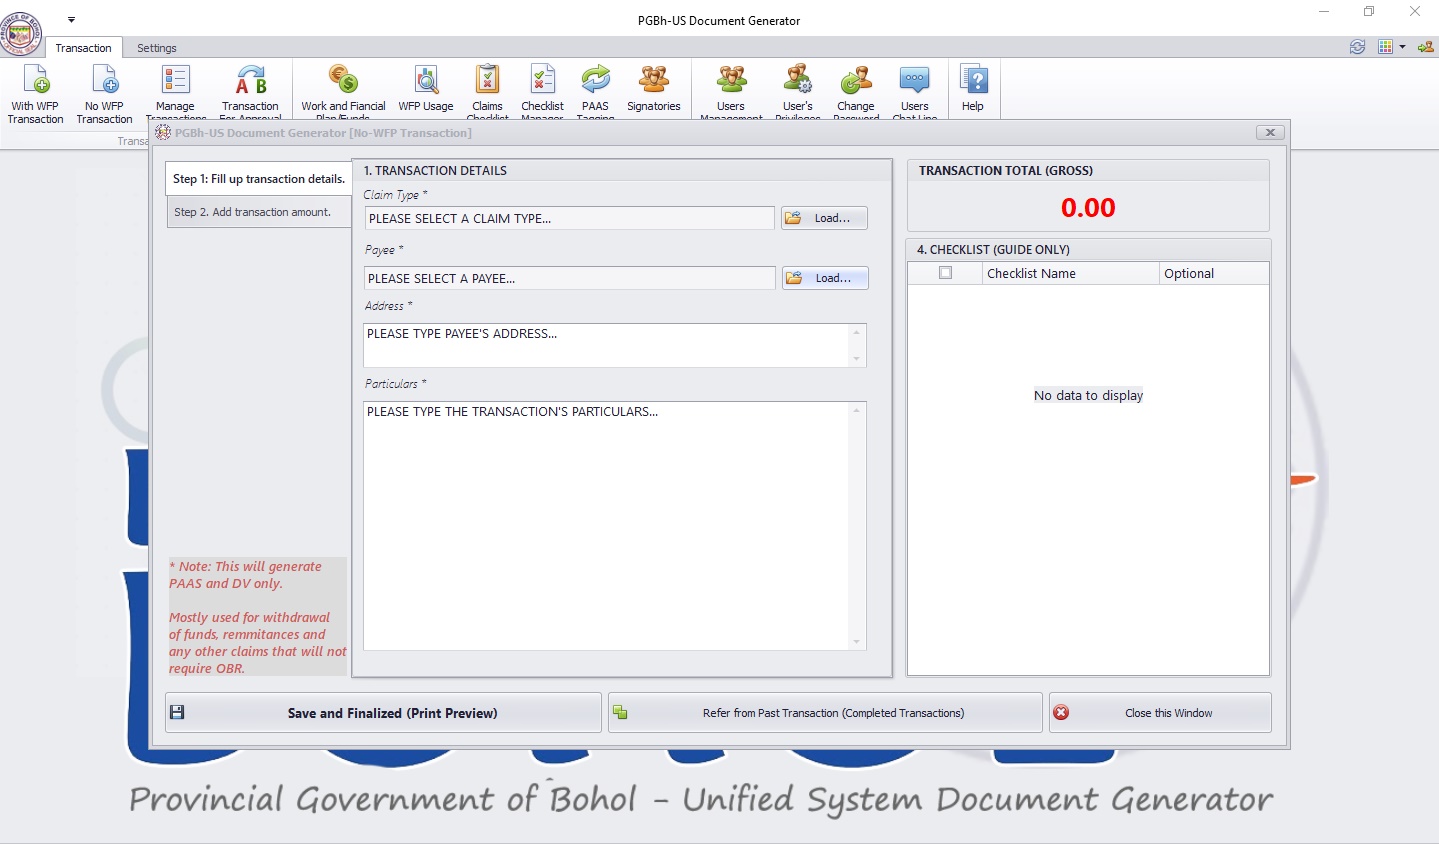 PGBh-US Document Generator
Transaction
Settings
With WFP
Transaction
No WFP
Transaction
Manage
Transactions
Transaction
For Approval
Work and Fiancial
Plan/Funds
WFP Usage
Claims
Checklist
Checklist
Manager
PAAS
Tagging
Signatories
Users
Management
User's
Privileges
Change
Password
Users
Chat Line
Help
Transa
PGBh-US Document Generator [No-WFP Transaction]
Step 1: Fill up transaction details.
Step 2. Add transaction amount.
* Note: This will generate
PAAS and DV only.
Mostly used for withdrawal
of funds, remmitances and
any other claims that will not
require OBR.
1. TRANSACTION DETAILS
Claim Type *
PLEASE SELECT A CLAIM TYPE...
Load...
Payee *
PLEASE SELECT A PAYEE...
Load...
Address *
PLEASE TYPE PAYEE'S ADDRESS...
Particulars *
PLEASE TYPE THE TRANSACTION'S PARTICULARS...
TRANSACTION TOTAL (GROSS)
0.00
4. CHECKLIST (GUIDE ONLY)
Checklist Name
Optional
No data to display
Save and Finalized (Print Preview)
Refer from Past Transaction (Completed Transactions)
Close this Window
Provincial Government of Bohol - Unified System Document Generator